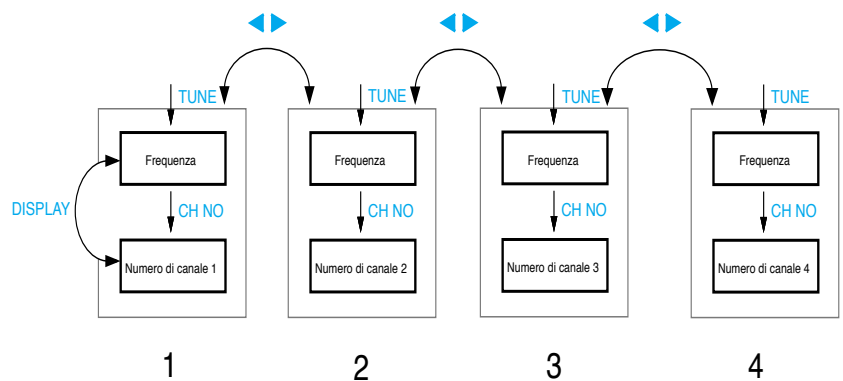 TUNE TUNE TUNE TUNE
Frequenza Frequenza Frequenza Frequenza
DISPLAY CH NO CH NO CH NO CH NO
Numero di canale 1 Numero di canale 2 Numero di canale 3 Numero di canale 4
1 2 3 4